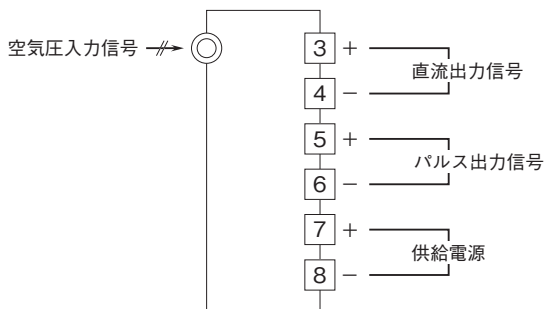 空気圧入力信号
3 +
直流出力信号
4 −
5 +
パルス出力信号
6 −
7 +
供給電源
8 −